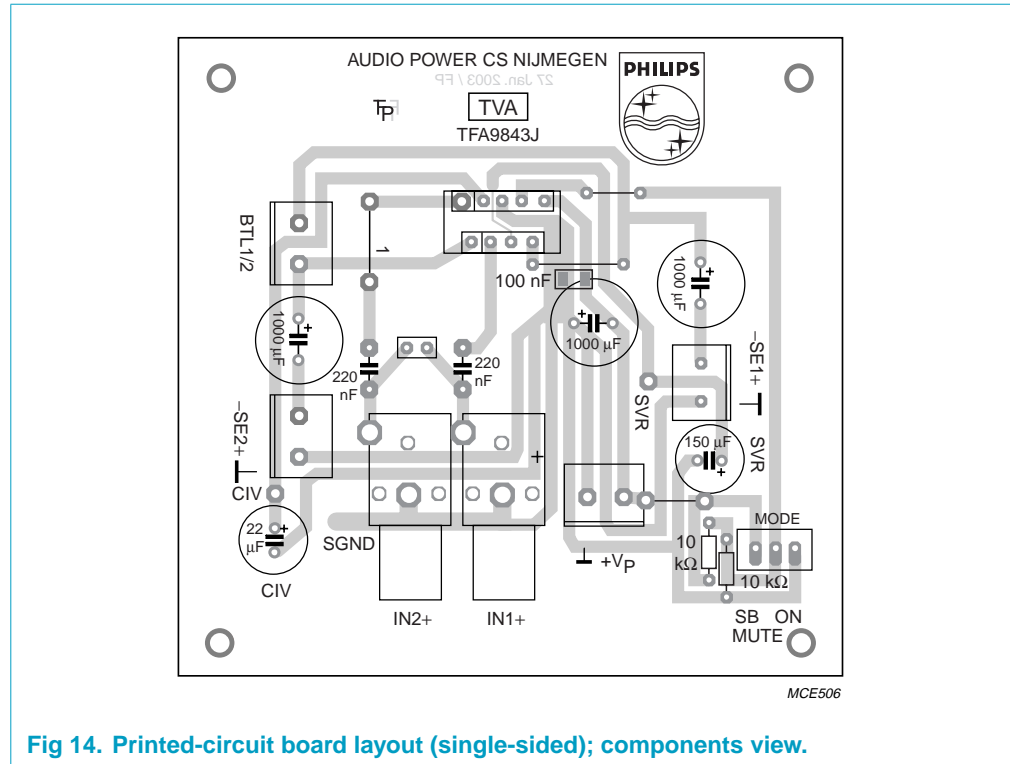 AUDIO POWER CS NIJMEGEN
27 Jan. 2003 / FP
PHILIPS
TP
TVA
TFA9843J
BTL1/2
1
100 nF
1000 µF
1000 µF
1000 µF
220
nF
220
nF
−SE1+
SVR
−SE2+
150 µF
SVR
+
CIV
22
µF
CIV
SGND
+VP
10
kΩ
MODE
10 kΩ
IN2+
IN1+
SB ON
MUTE
MCE506
Fig 14. Printed-circuit board layout (single-sided); components view.